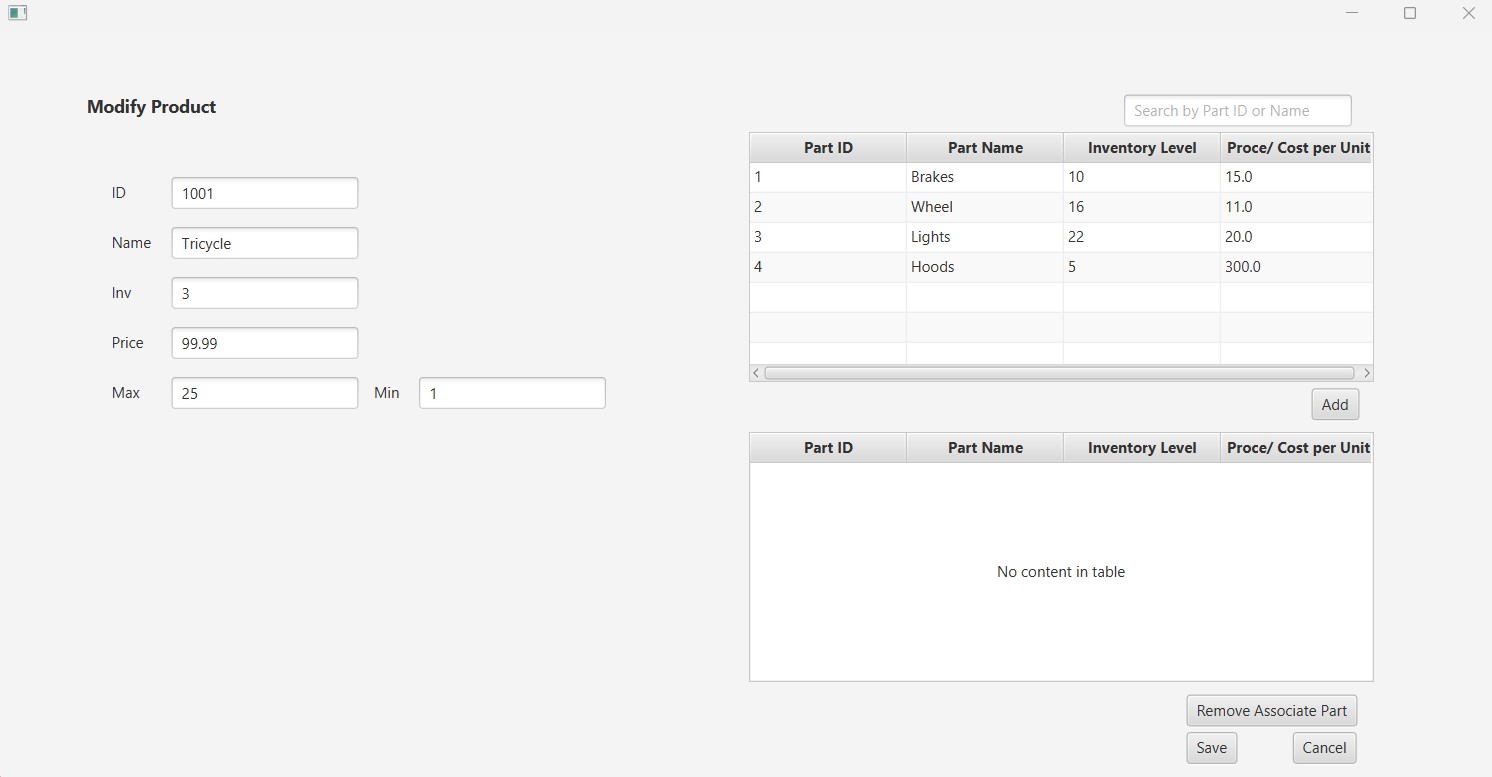 Modify Product
ID 1001
Name Tricycle
Inv 3
Price 99.99
Max 25 Min 1
Search by Part ID or Name
Part ID Part Name Inventory Level Proce/ Cost per Unit
1 Brakes 10 15.0
2 Wheel 16 11.0
3 Lights 22 20.0
4 Hoods 5 300.0
Add
Part ID Part Name Inventory Level Proce/ Cost per Unit
No content in table
Remove Associate Part
Save Cancel